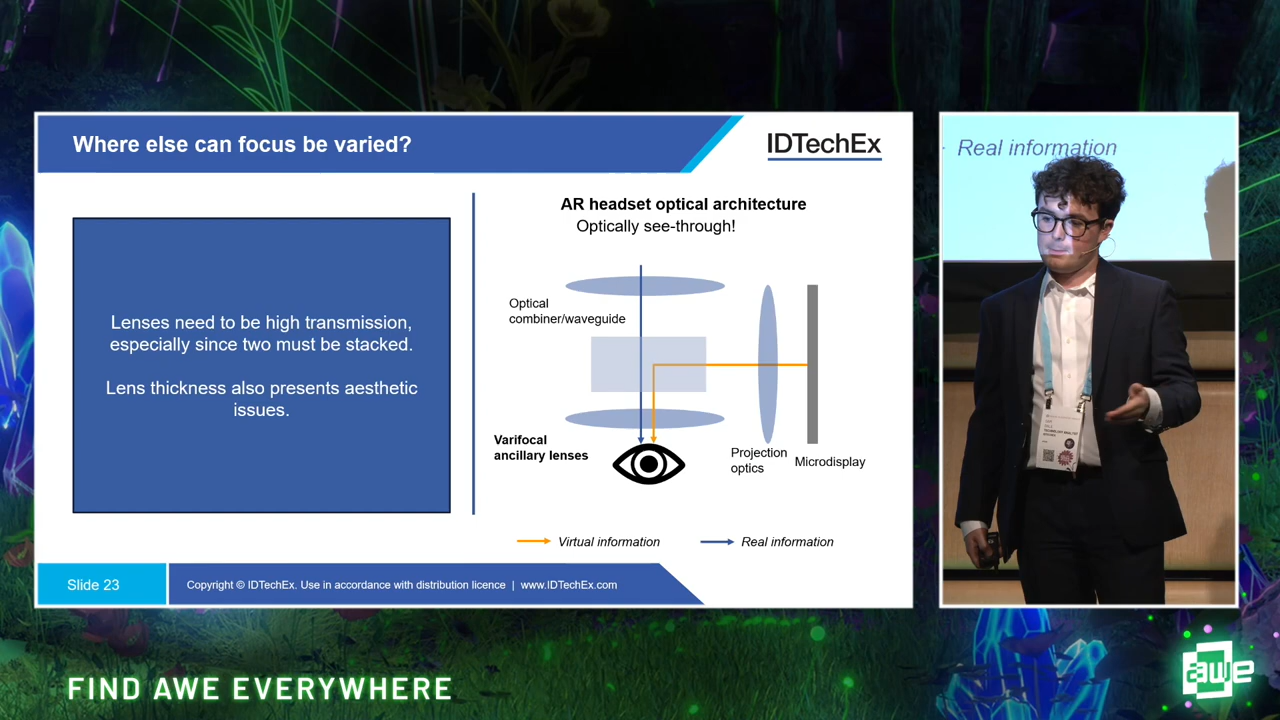 Where else can focus be varied?
IDTechEx
Lenses need to be high transmission,
especially since two must be stacked.
Lens thickness also presents aesthetic
issues.
AR headset optical architecture
Optically see-through!
Optical
combiner/waveguide
Varifocal
ancillary lenses
Projection
optics
Microdisplay
Virtual information
Real information
Slide 23
Copyright © IDTechEx. Use in accordance with distribution licence | www.IDTechEx.com
Real information
FIND AWE EVERYWHERE
awe